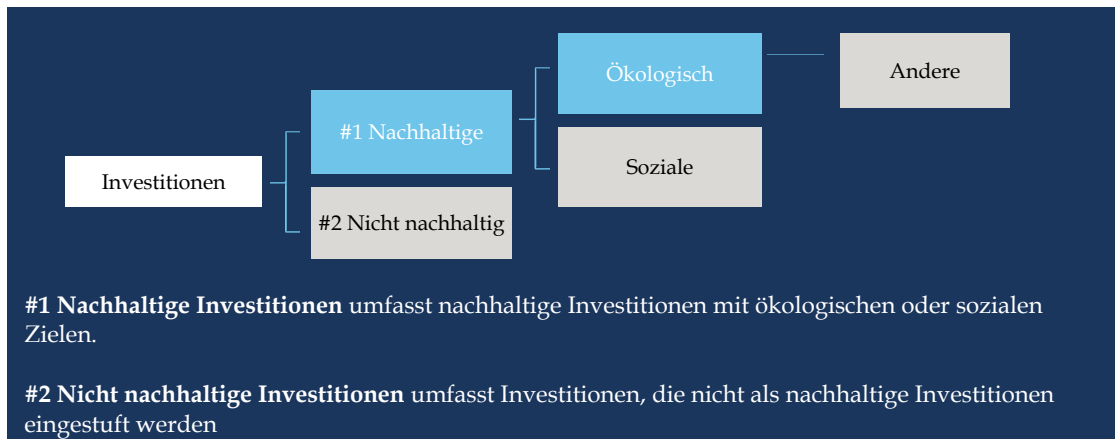 Investitionen
#1 Nachhaltige
#2 Nicht nachhaltig
Ökologisch
Soziale
Andere
#1 Nachhaltige Investitionen umfasst nachhaltige Investitionen mit ökologischen oder sozialen
Zielen.
#2 Nicht nachhaltige Investitionen umfasst Investitionen, die nicht als nachhaltige Investitionen
eingestuft werden